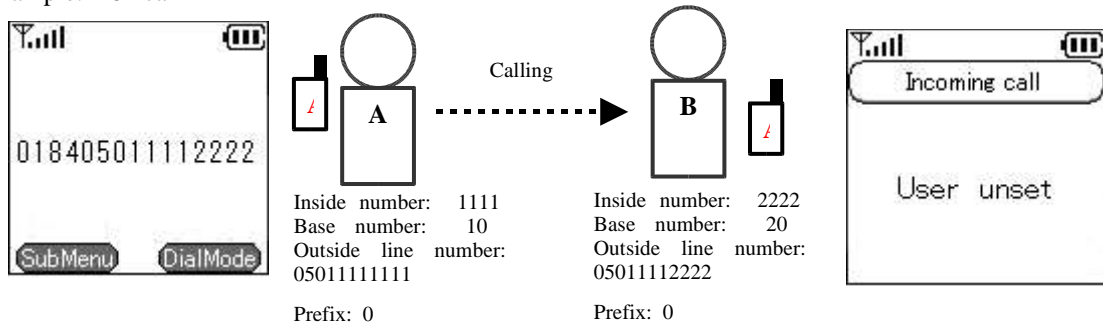 018405011112222
SubMenu DialMode
A
Calling
B
Inside number: 1111
Base number: 10
Outside line number:
05011111111
Prefix: 0
Inside number: 2222
Base number: 20
Outside line number:
05011112222
Prefix: 0
Incoming call
User unset